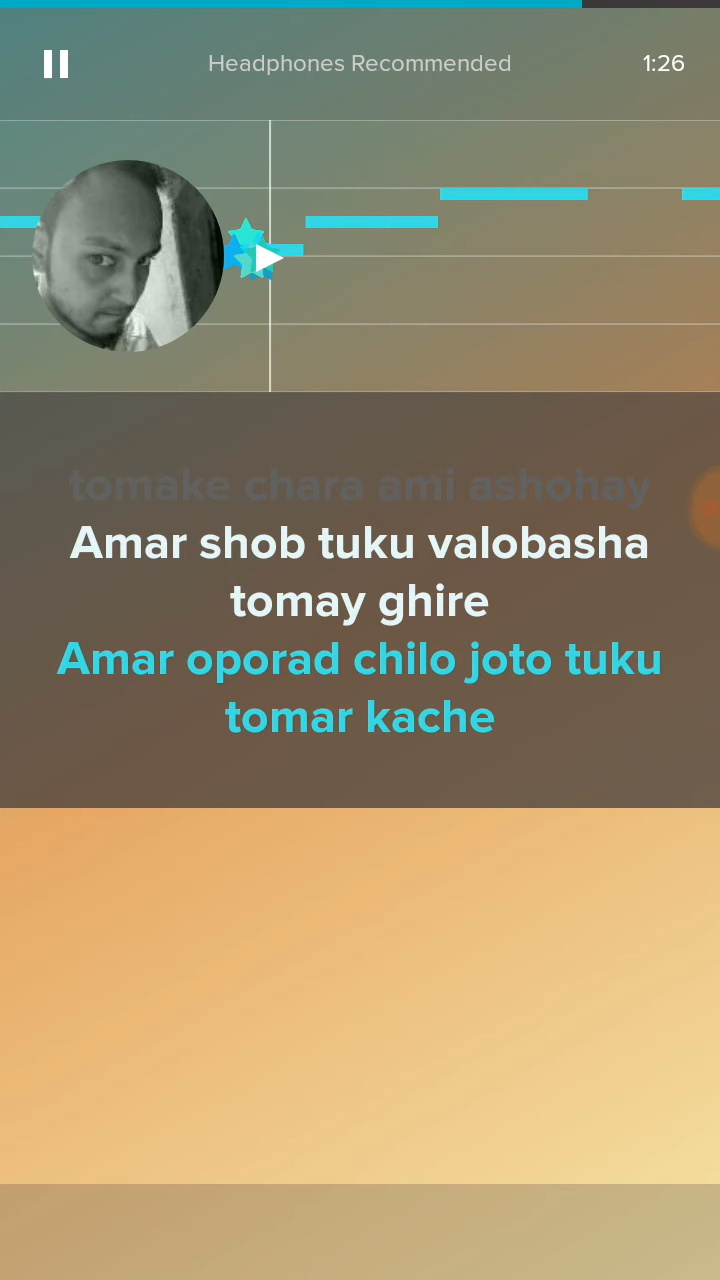 Headphones Recommended
1:26
tomake chara ami ashohay
Amar shob tuku valobasha
tomay ghire
Amar oporad chilo joto tuku
tomar kache